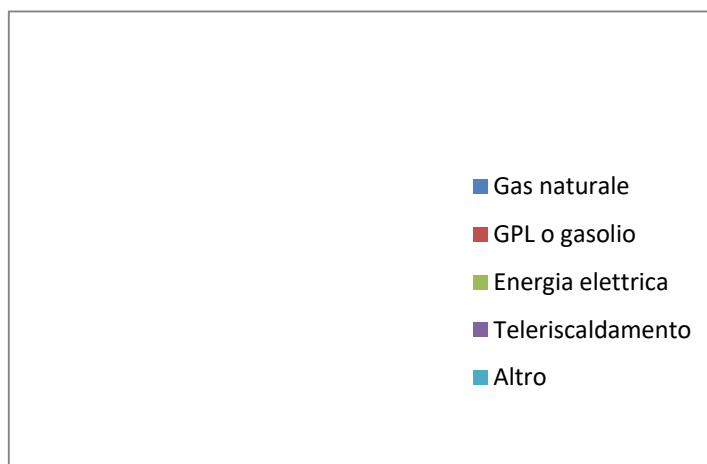 Gas naturale
GPL o gasolio
Energia elettrica
Teleriscaldamento
Altro